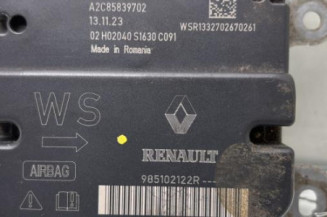 A2C85839702
13.11.23
02 H02040 S1630 C091
Made in Romania
WSR1332702670261
WS
RENAULT
AIRBAG
985102122R---